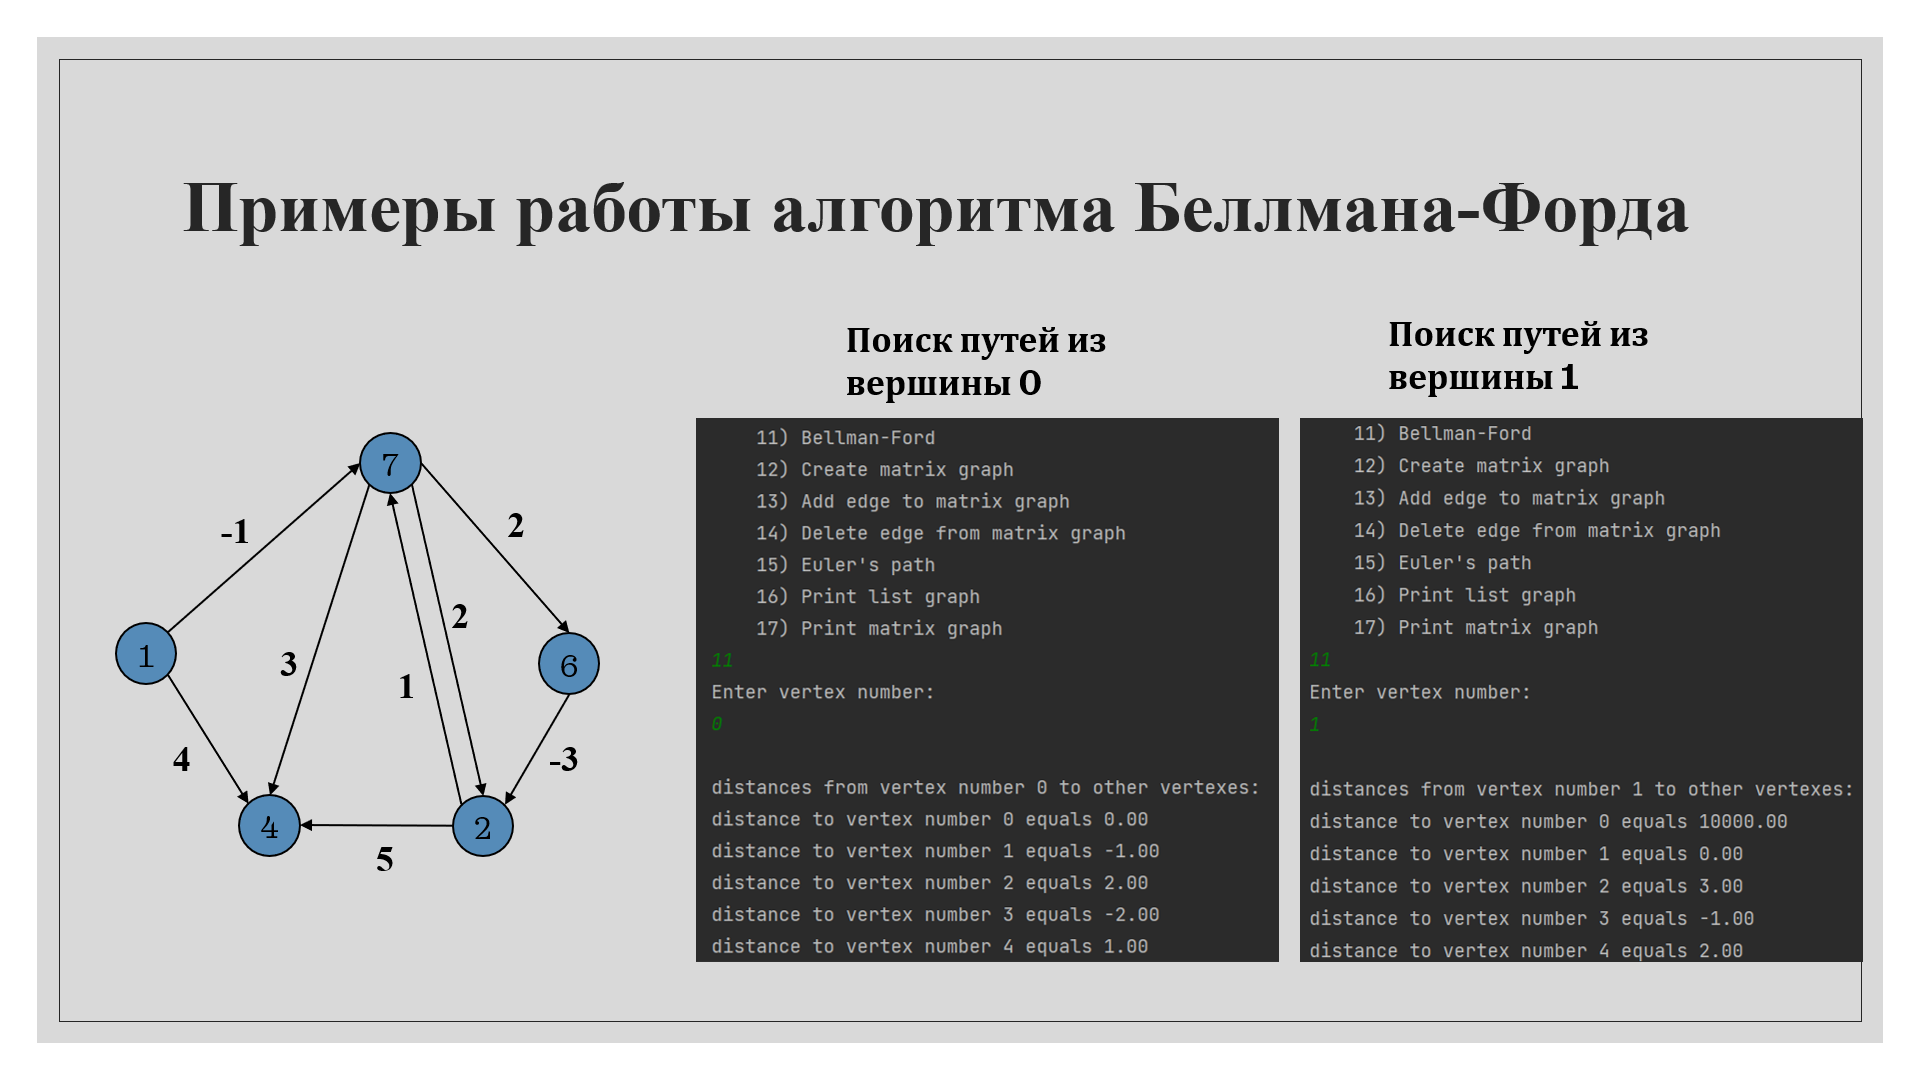 Примеры работы алгоритма Беллмана-Форда
7
-1
2
2
3
1
1
6
4
-3
4
2
5
Поиск путей из
вершины 0
11) Bellman-Ford
12) Create matrix graph
13) Add edge to matrix graph
14) Delete edge from matrix graph
15) Euler's path
16) Print list graph
17) Print matrix graph
11
Enter vertex number:
0
distances from vertex number 0 to other vertexes:
distance to vertex number 0 equals 0.00
distance to vertex number 1 equals -1.00
distance to vertex number 2 equals 2.00
distance to vertex number 3 equals -2.00
distance to vertex number 4 equals 1.00
Поиск путей из
вершины 1
11) Bellman-Ford
12) Create matrix graph
13) Add edge to matrix graph
14) Delete edge from matrix graph
15) Euler's path
16) Print list graph
17) Print matrix graph
11
Enter vertex number:
1
distances from vertex number 1 to other vertexes:
distance to vertex number 0 equals 10000.00
distance to vertex number 1 equals 0.00
distance to vertex number 2 equals 3.00
distance to vertex number 3 equals -1.00
distance to vertex number 4 equals 2.00